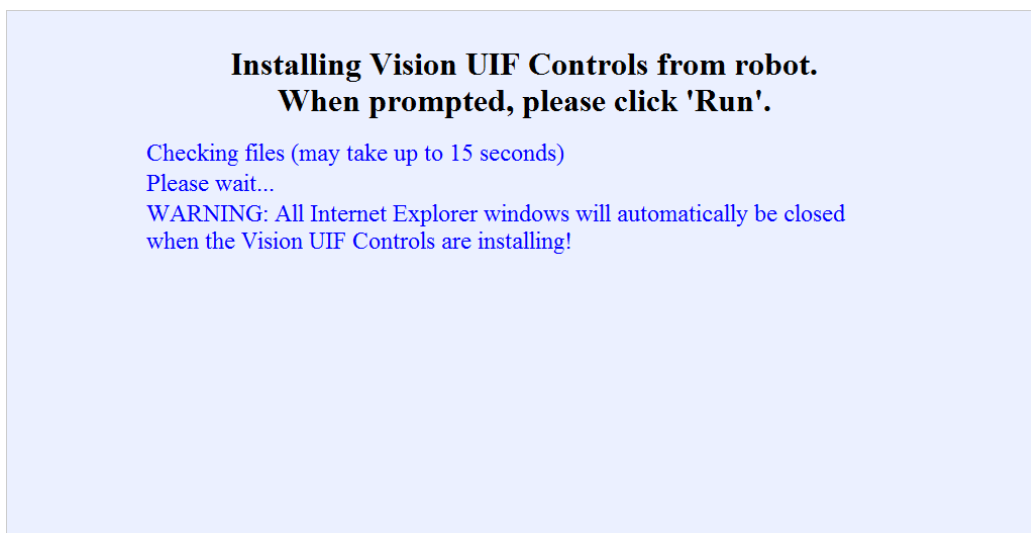 Installing Vision UIF Controls from robot.
When prompted, please click 'Run'.
Checking files (may take up to 15 seconds)
Please wait...
WARNING: All Internet Explorer windows will automatically be closed
when the Vision UIF Controls are installing!